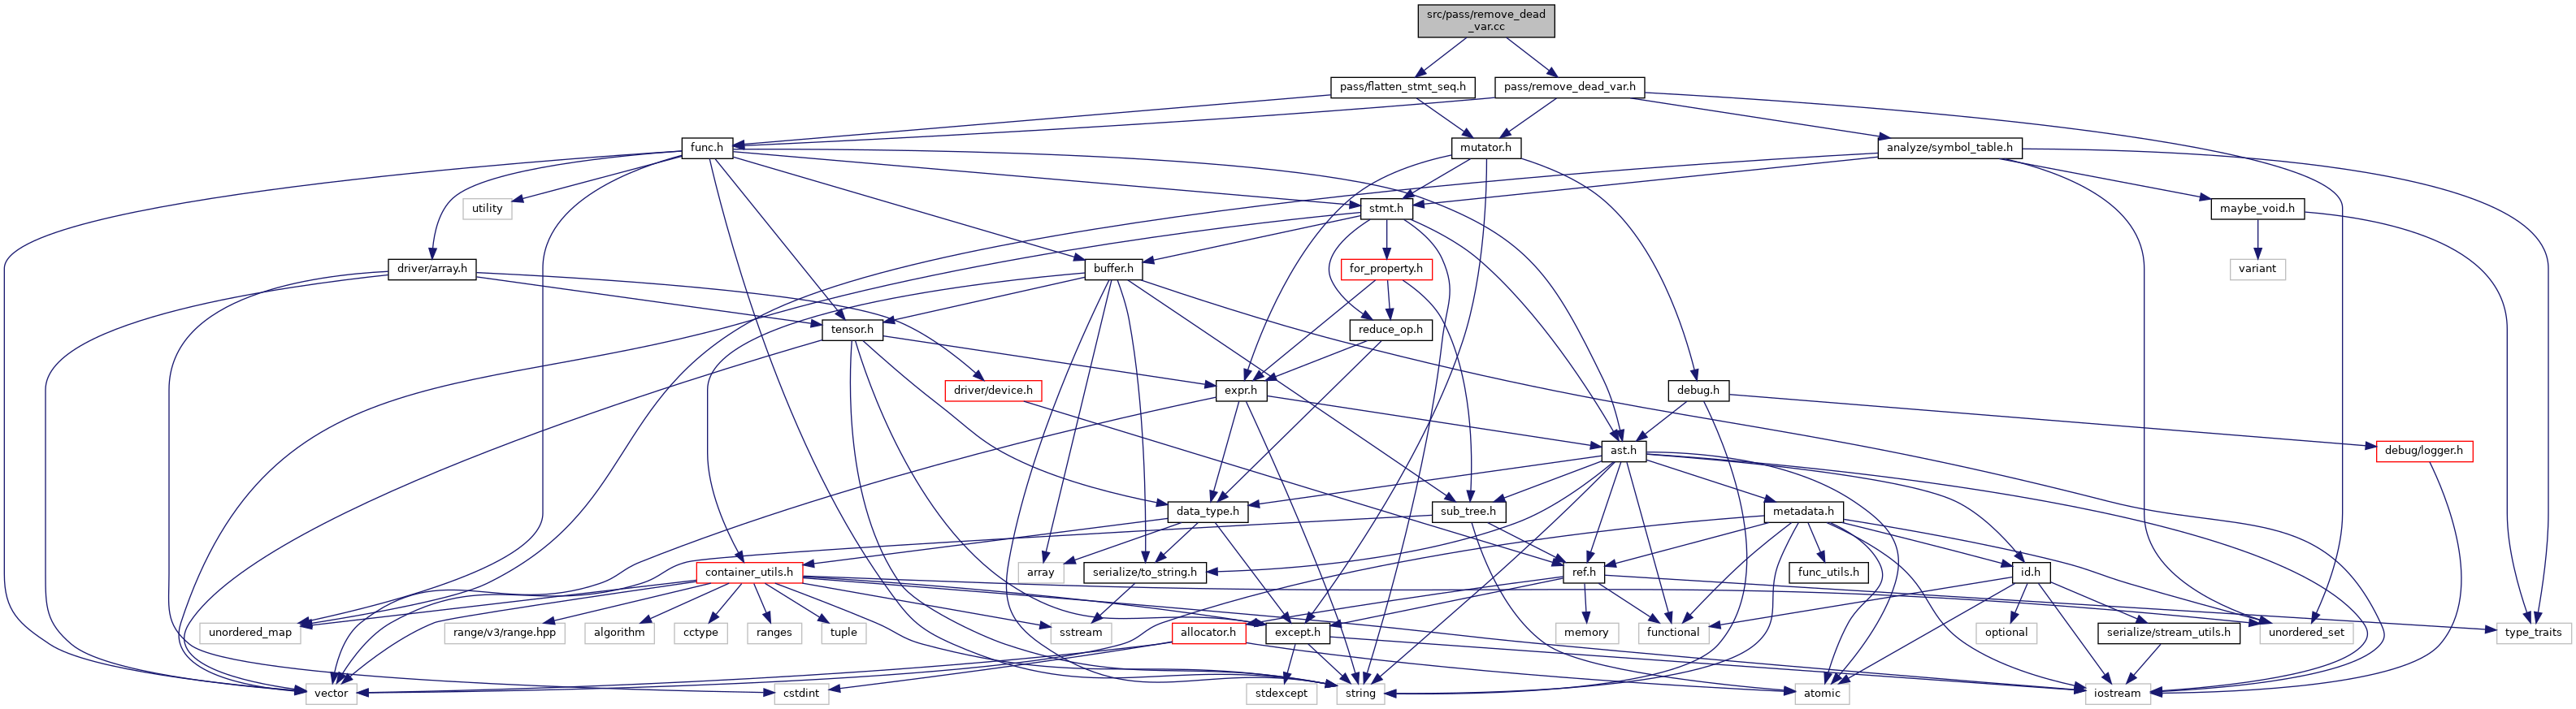 src/pass/remove_dead
_var.cc
pass/flatten_stmt_seq.h
pass/remove_dead_var.h
func.h
mutator.h
analyze/symbol_table.h
utility
stmt.h
maybe_void.h
driver/array.h
buffer.h
for_property.h
variant
tensor.h
reduce_op.h
driver/device.h
expr.h
debug.h
ast.h
debug/logger.h
data_type.h
sub_tree.h
metadata.h
container_utils.h
array
serialize/to_string.h
ref.h
func_utils.h
id.h
unordered_map
range/v3/range.hpp
algorithm
cctype
ranges
tuple
sstream
allocator.h
except.h
memory
functional
optional
serialize/stream_utils.h
unordered_set
type_traits
vector
cstdint
stdexcept
string
atomic
iostream